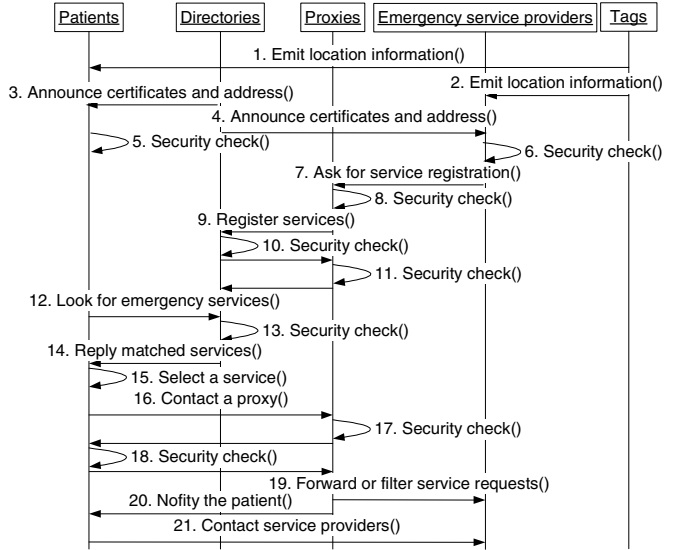 Patients Directories Proxies Emergency service providers Tags
1. Emit location information()
2. Emit location information()
3. Announce certificates and address()
4. Announce certificates and address()
5. Security check()
6. Security check()
7. Ask for service registration()
8. Security check()
9. Register services()
10. Security check()
11. Security check()
12. Look for emergency services()
13. Security check()
14. Reply matched services()
15. Select a service()
16. Contact a proxy()
17. Security check()
18. Security check()
19. Forward or filter service requests()
20. Nofity the patient()
21. Contact service providers()